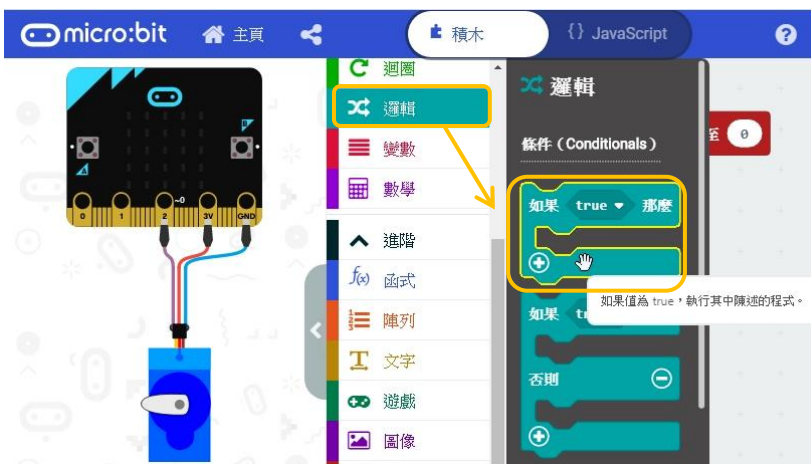 micro:bit 主頁 積木 {} JavaScript ?
迴圈
邏輯
變數
數學
進階
f(x) 函式
陣列
文字
遊戲
圖像
邏輯
條件 (Conditionals)
如果 true 那麼
如果值為 true，執行其中陳述的程式。
如果
否則
至 0
~0
0 1 2 3V GND